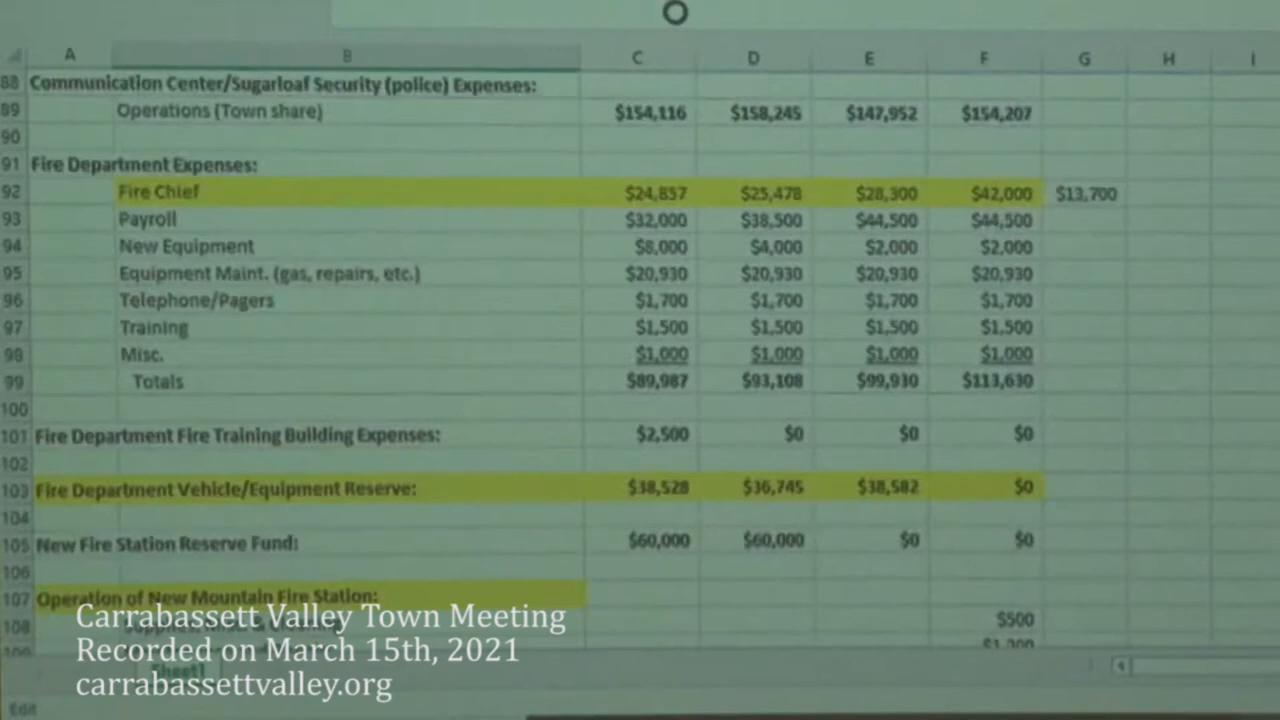 A B C D E F G H I
88 Communication Center/Sugarloaf Security (police) Expenses:
89 Operations (Town share) $154,116 $158,245 $147,952 $154,207
90
91 Fire Department Expenses:
92 Fire Chief $24,857 $25,478 $28,300 $42,000 $13,700
93 Payroll $32,000 $38,500 $44,500 $44,500
94 New Equipment $8,000 $4,000 $2,000 $2,000
95 Equipment Maint. (gas, repairs, etc.) $20,930 $20,930 $20,930 $20,930
96 Telephone/Pagers $1,700 $1,700 $1,700 $1,700
97 Training $1,500 $1,500 $1,500 $1,500
98 Misc. $1,000 $1,000 $1,000 $1,000
99 Totals $89,987 $93,108 $99,930 $113,630
100
101 Fire Department Fire Training Building Expenses: $2,500 $0 $0 $0
102
103 Fire Department Vehicle/Equipment Reserve: $38,528 $36,745 $38,582 $0
104
105 New Fire Station Reserve Fund: $60,000 $60,000 $0 $0
106
107 Operation of New Mountain Fire Station:
108 $500
Carrabassett Valley Town Meeting
Recorded on March 15th, 2021
carrabassettvalley.org
Sheet1
Edit